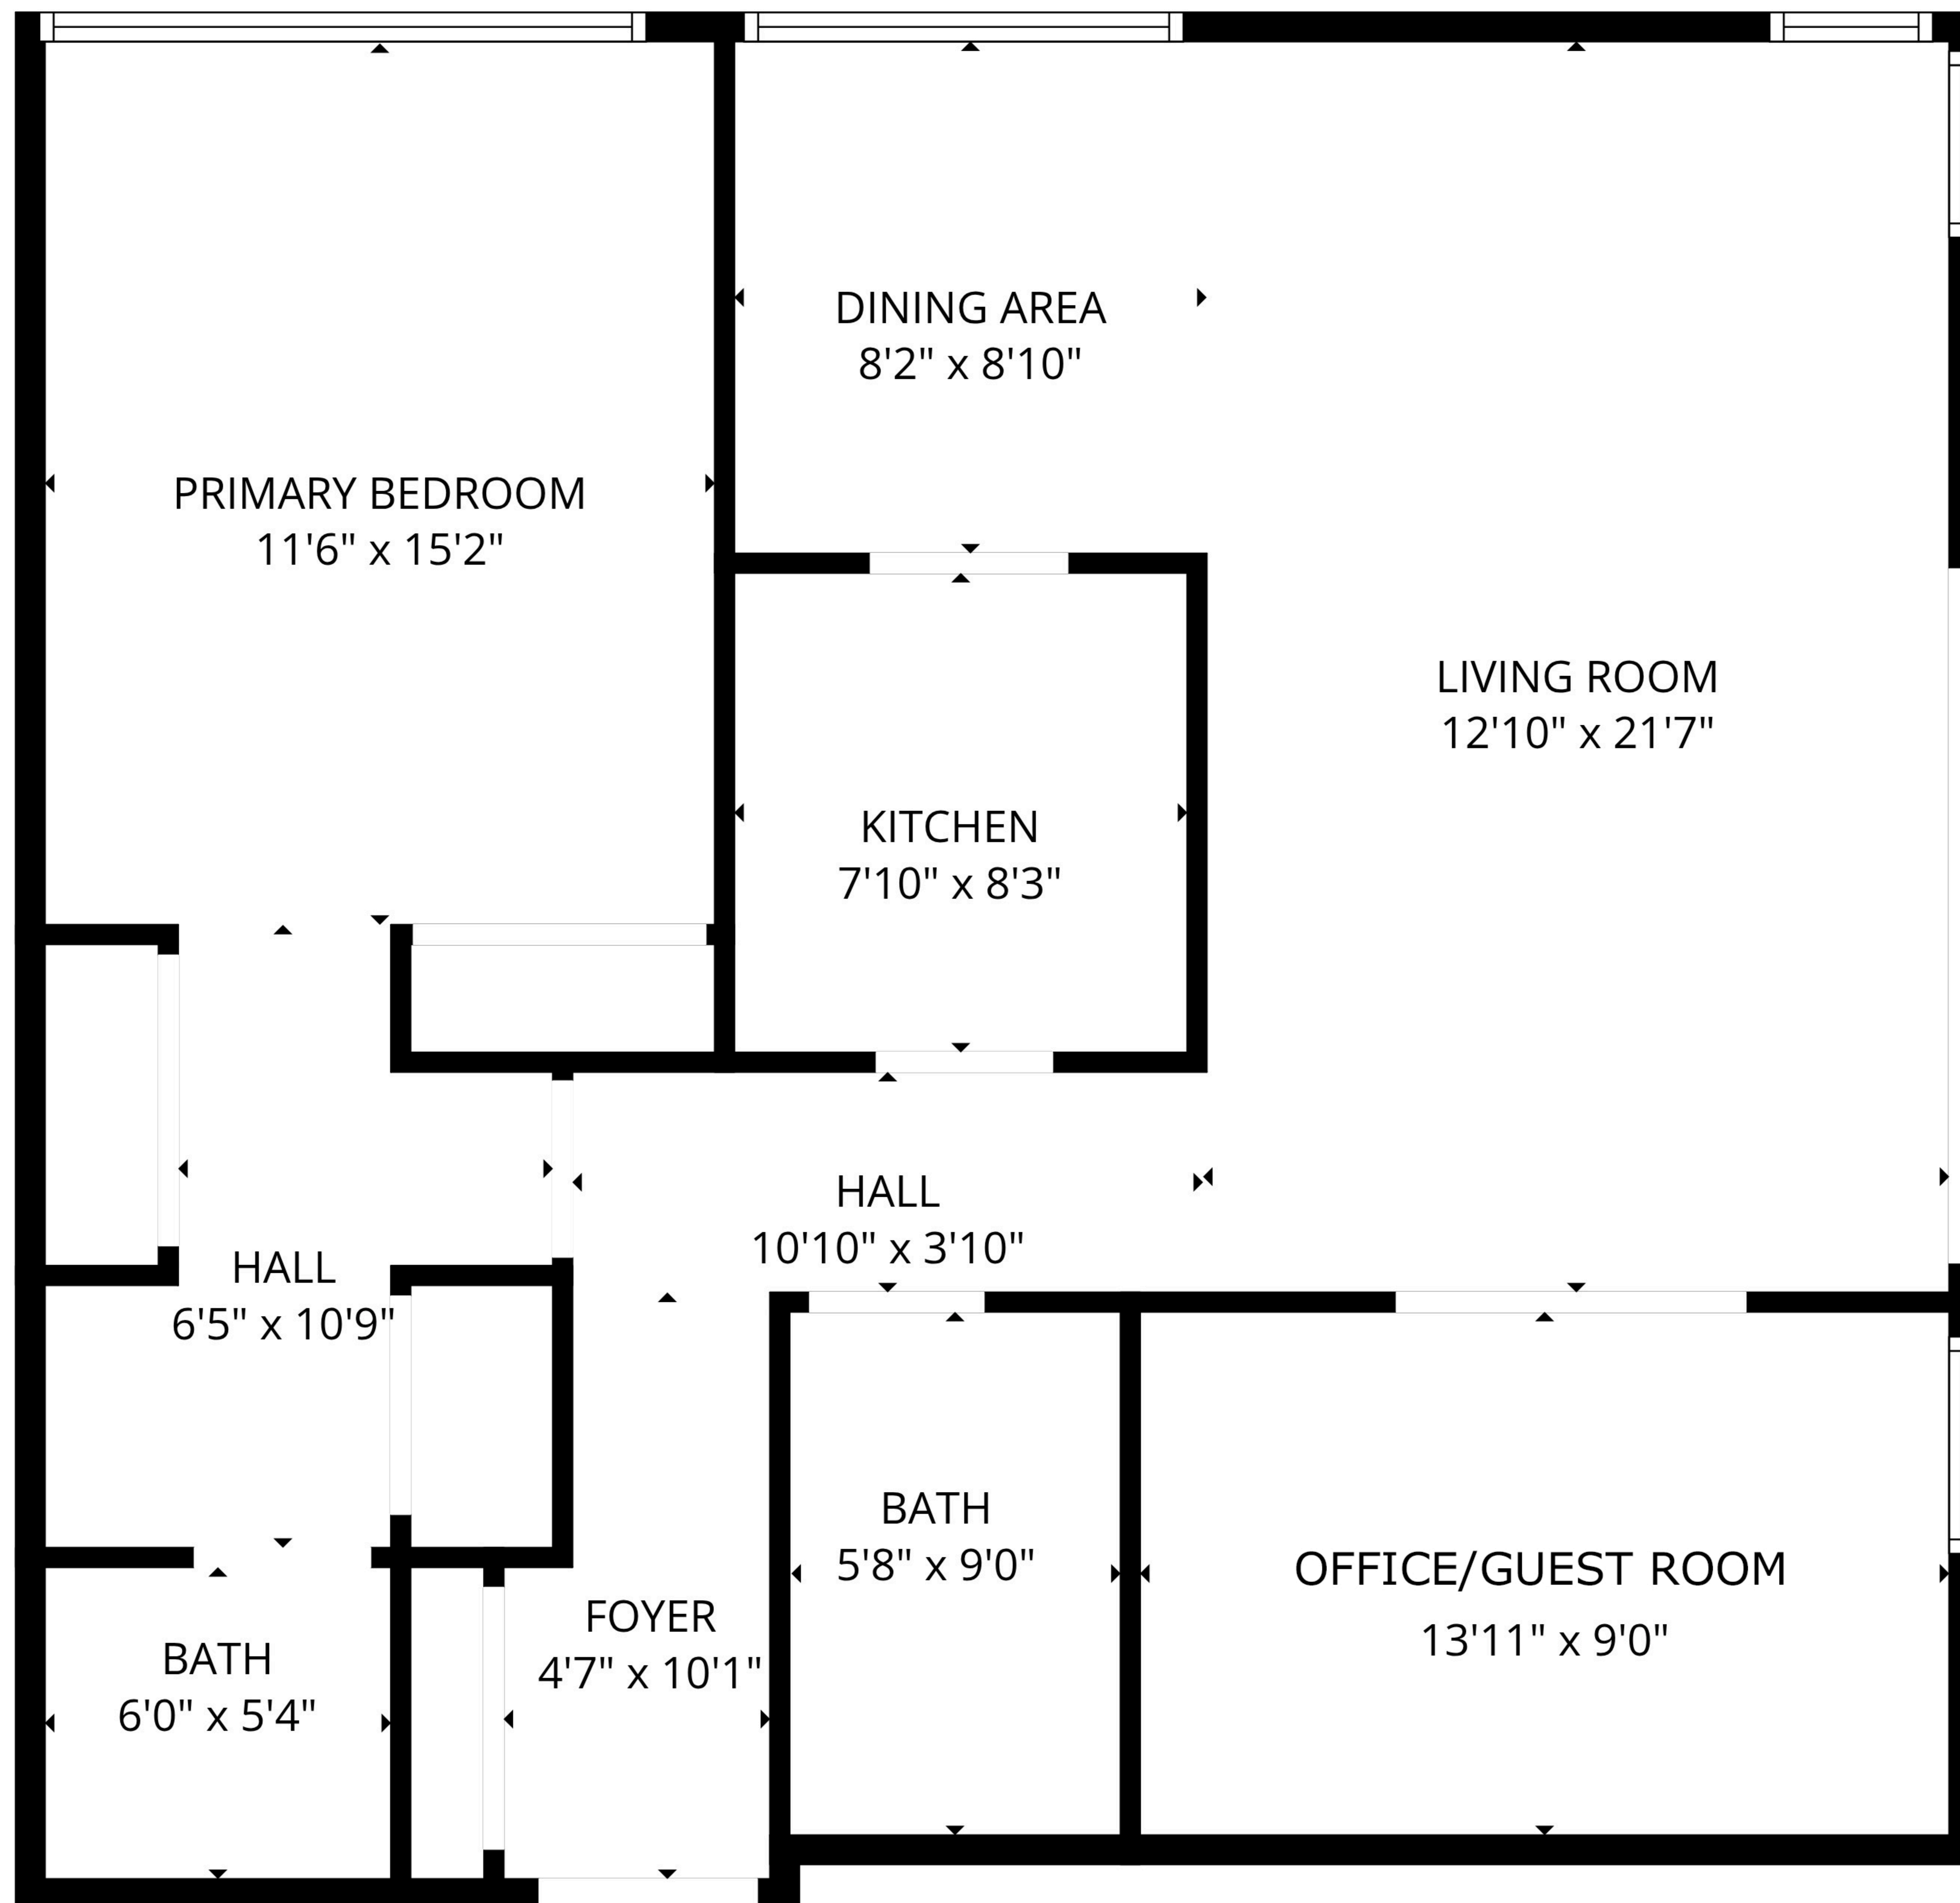 DINING AREA
8'2" x 8'10"
PRIMARY BEDROOM
11'6" x 15'2"
LIVING ROOM
12'10" x 21'7"
KITCHEN
7'10" x 8'3"
HALL
10'10" x 3'10"
HALL
6'5" x 10'9"
BATH
5'8" x 9'0"
OFFICE/GUEST ROOM
13'11" x 9'0"
FOYER
4'7" x 10'1"
BATH
6'0" x 5'4"